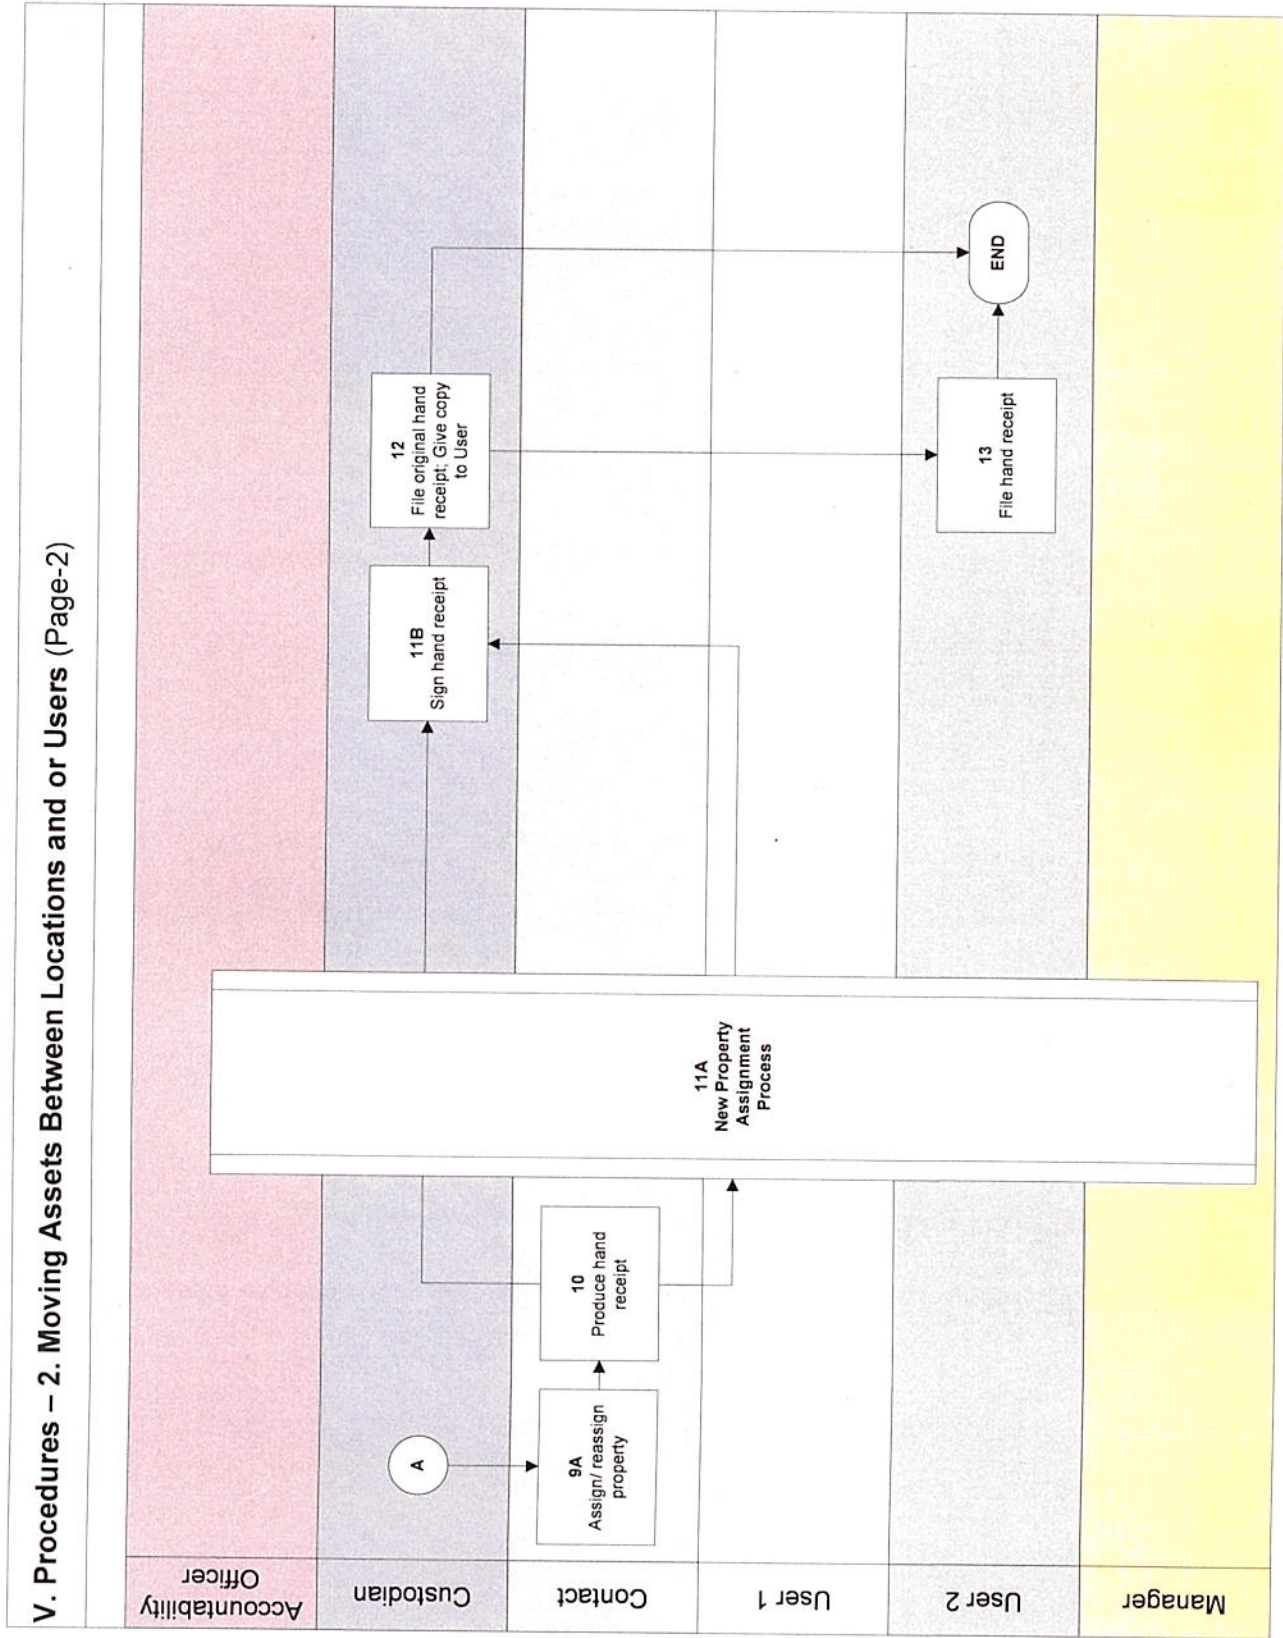 V. Procedures – 2. Moving Assets Between Locations and or Users (Page-2)
Accountability
Officer
Custodian
Contact
User 1
User 2
Manager
A
9A
Assign/ reassign
property
10
Produce hand
receipt
11A
New Property
Assignment
Process
11B
Sign hand receipt
12
File original hand
receipt; Give copy
to User
13
File hand receipt
END